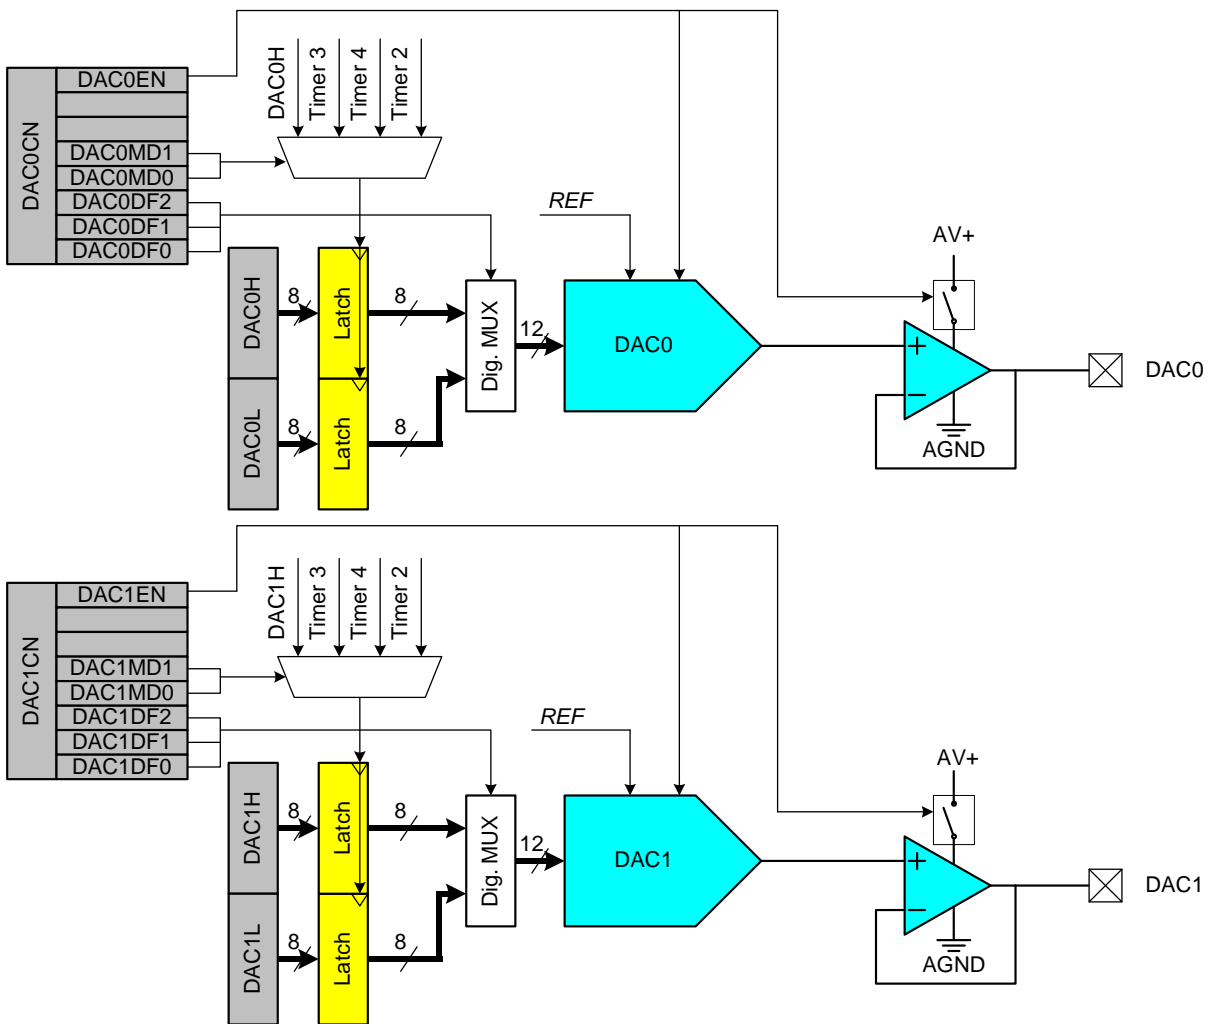 DAC0CN
DAC0EN
DAC0MD1
DAC0MD0
DAC0DF2
DAC0DF1
DAC0DF0
DAC0H
Timer 3
Timer 4
Timer 2
REF
AV+
DAC0H
8
Latch
8
Dig. MUX
12
DAC0
+
−
DAC0
DAC0L
8
Latch
8
AGND
DAC1CN
DAC1EN
DAC1MD1
DAC1MD0
DAC1DF2
DAC1DF1
DAC1DF0
DAC1H
Timer 3
Timer 4
Timer 2
REF
AV+
DAC1H
8
Latch
8
Dig. MUX
12
DAC1
+
−
DAC1
DAC1L
8
Latch
8
AGND